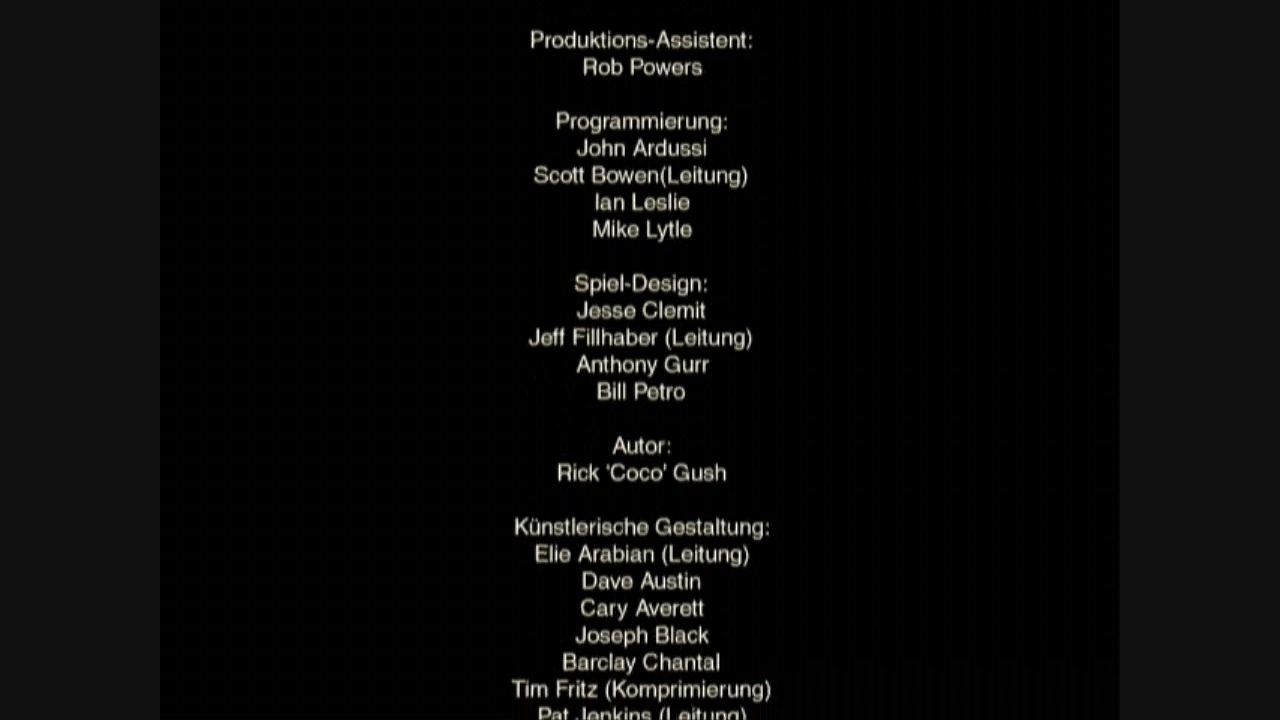 Produktions-Assistent:
Rob Powers
Programmierung:
John Ardussi
Scott Bowen(Leitung)
Ian Leslie
Mike Lytle
Spiel-Design:
Jesse Clemit
Jeff Fillhaber (Leitung)
Anthony Gurr
Bill Petro
Autor:
Rick 'Coco' Gush
Künstlerische Gestaltung:
Elie Arabian (Leitung)
Dave Austin
Cary Averett
Joseph Black
Barclay Chantal
Tim Fritz (Komprimierung)
Pat Jenkins (Leitung)